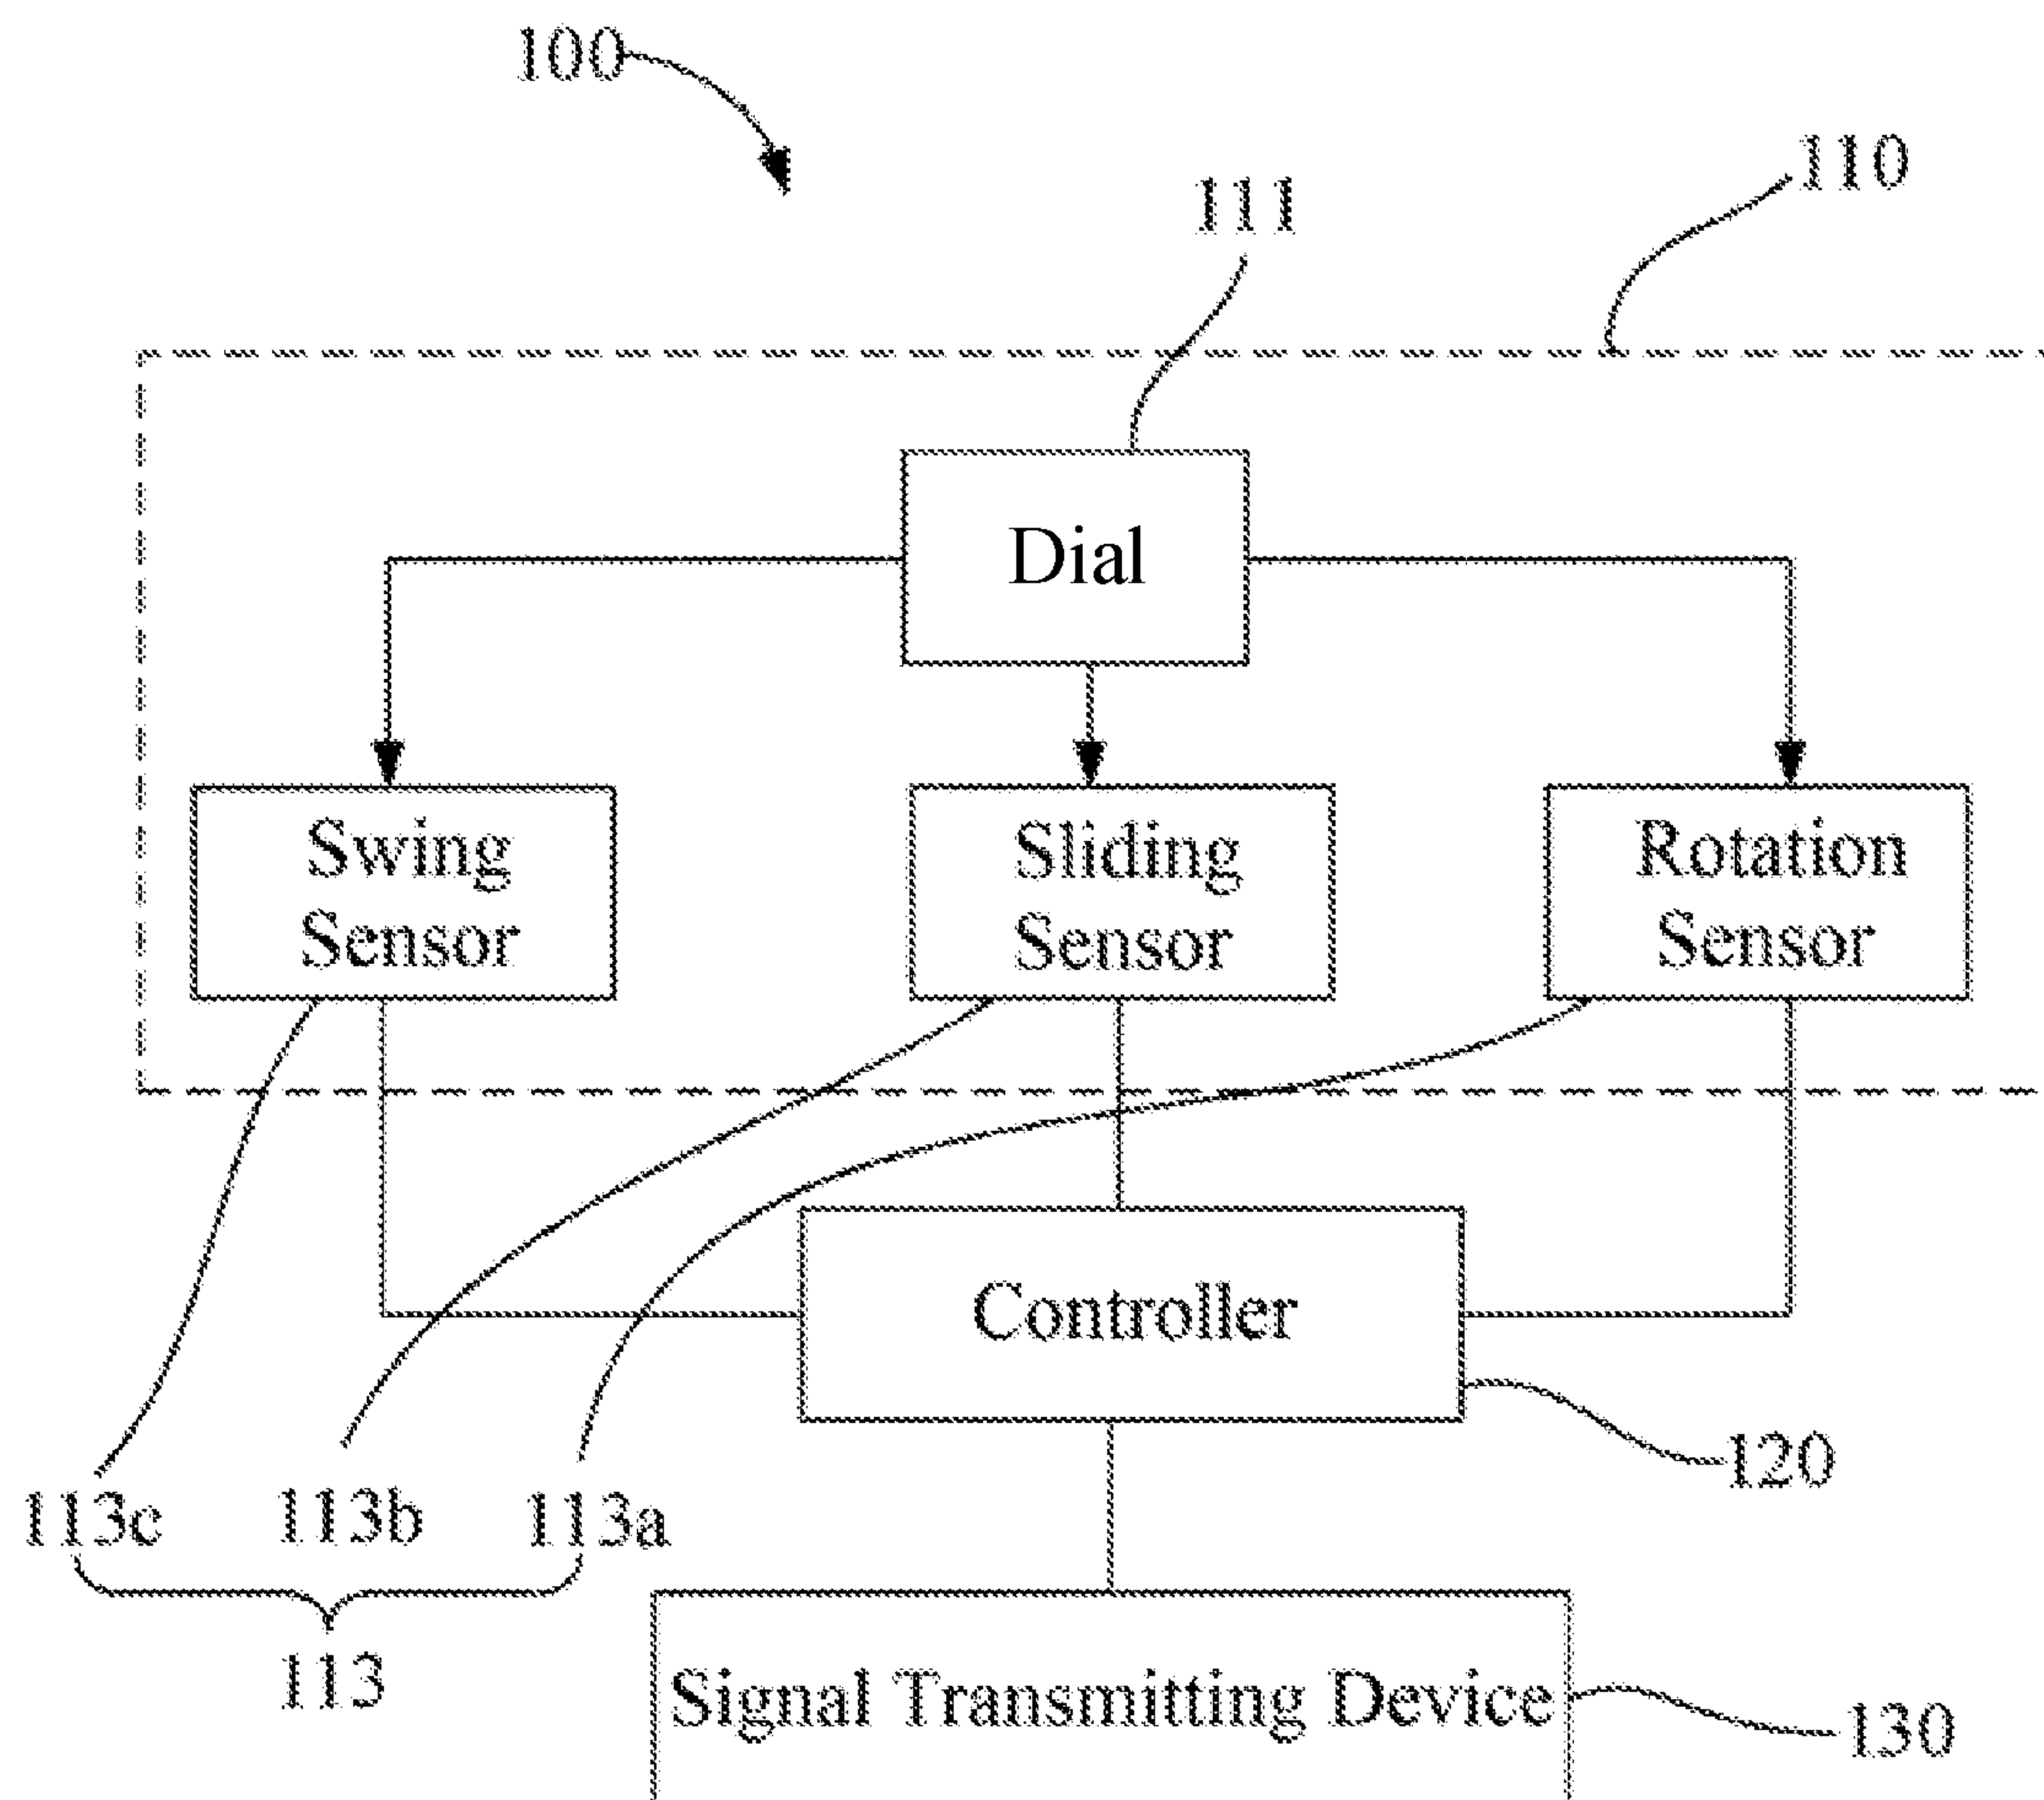 100
110
111
Dial
Swing
Sensor
Sliding
Sensor
Rotation
Sensor
Controller
120
113c
113b
113a
113
Signal Transmitting Device
130